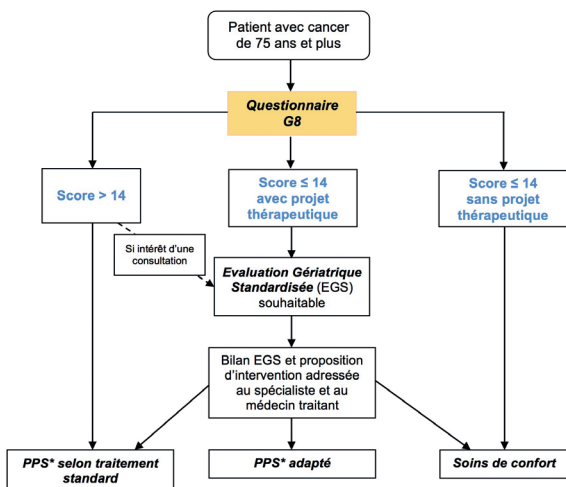 Patient avec cancer
de 75 ans et plus
Questionnaire
G8
Score > 14
Score ≤ 14
avec projet
thérapeutique
Score ≤ 14
sans projet
thérapeutique
Si intérêt d'une
consultation
Evaluation Gériatrique
Standardisée (EGS)
souhaitable
Bilan EGS et proposition
d'intervention adressée
au spécialiste et au
médecin traitant
PPS* selon traitement
standard
PPS* adapté
Soins de confort